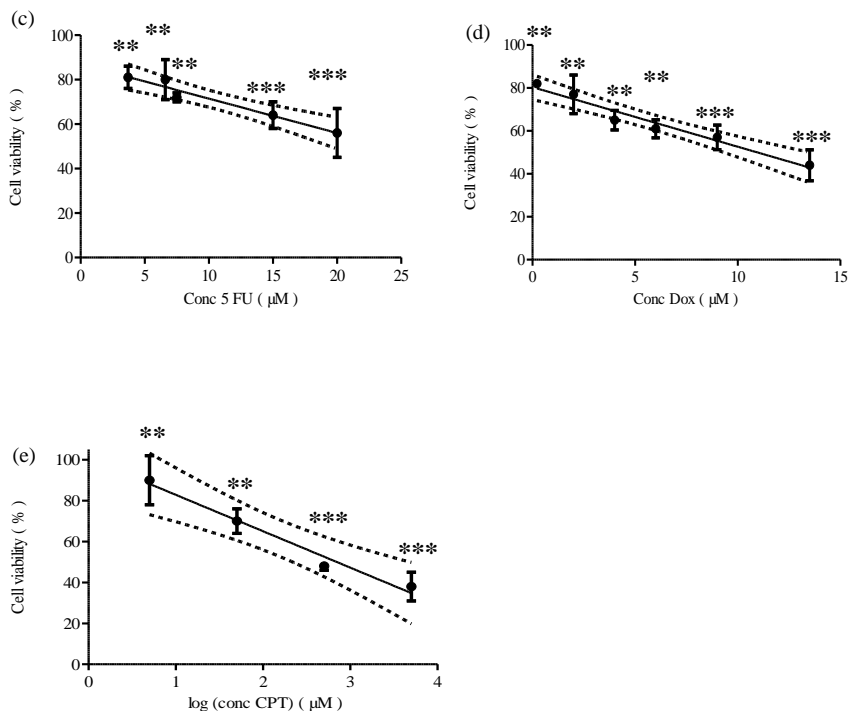 (c)
100
80
60
40
20
0
Cell viability ( % )
** ** ** *** ***
0 5 10 15 20 25
Conc 5 FU ( μM )
(d)
100
80
60
40
20
0
Cell viability ( % )
** ** ** ** *** ***
0 5 10 15
Conc Dox ( μM )
(e)
100
80
60
40
20
0
Cell viability ( % )
** ** *** ***
0 1 2 3 4
log (conc CPT) ( μM )